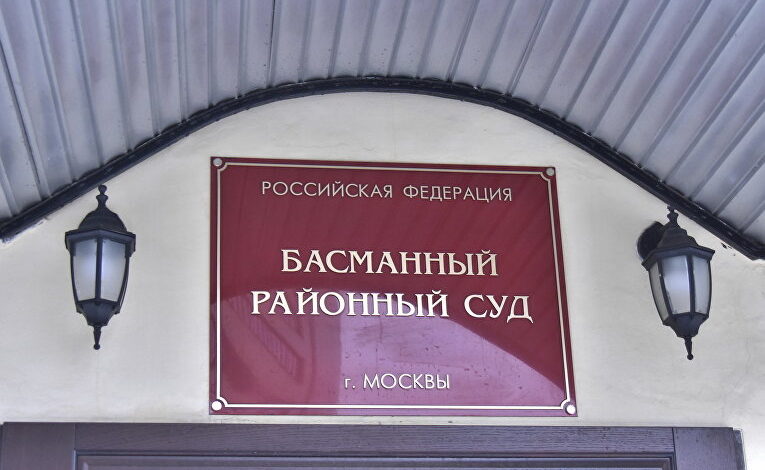 РОССИЙСКАЯ ФЕДЕРАЦИЯ
БАСМАННЫЙ
РАЙОННЫЙ СУД
г. МОСКВЫ